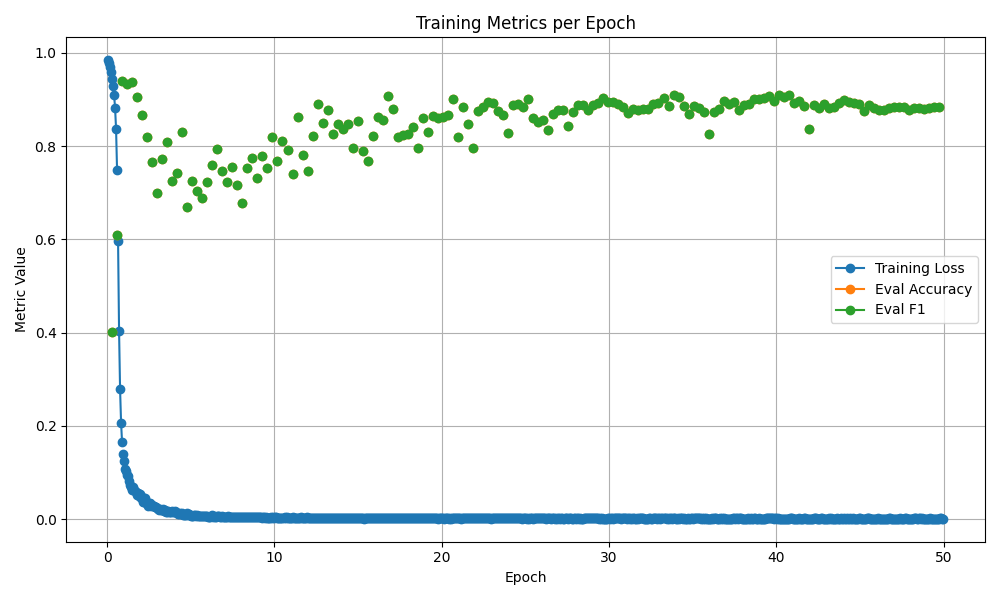 Training Metrics per Epoch
1.0
0.8
0.6
0.4
0.2
0.0
Metric Value
Training Loss
Eval Accuracy
Eval F1
0 10 20 30 40 50
Epoch